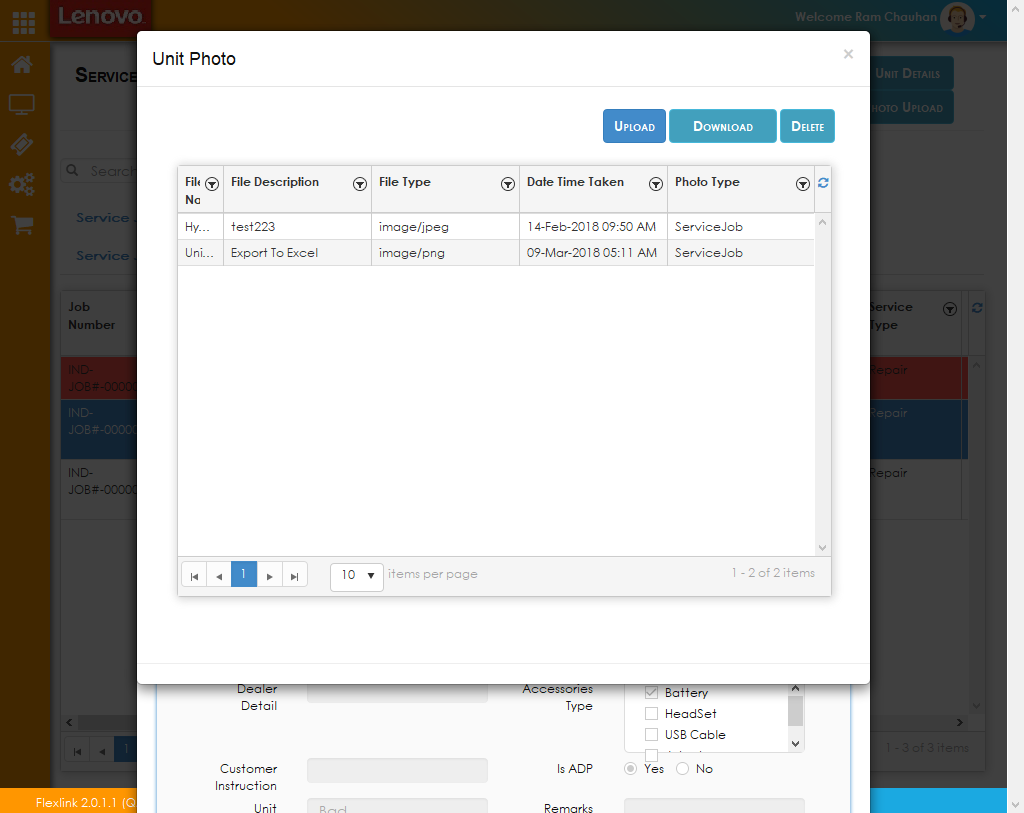 Lenovo
Welcome Ram Chauhan
Unit Photo
×
Service
Unit Details
Photo Upload
Upload
Download
Delete
Search
Service
Service
File
No
File Description
File Type
Date Time Taken
Photo Type
Hy...
test223
image/jpeg
14-Feb-2018 09:50 AM
ServiceJob
Uni...
Export To Excel
image/png
09-Mar-2018 05:11 AM
ServiceJob
Job
Number
Service
Type
IND-
JOB#-00000
Repair
IND-
JOB#-00000
Repair
IND-
JOB#-00000
Repair
1
10
items per page
1 - 2 of 2 items
Dealer
Detail
Accessories
Type
Battery
HeadSet
USB Cable
1
1 - 3 of 3 items
Customer
Instruction
Is ADP
Yes
No
Flexlink 2.0.1.1 (Q
Unit
Bad
Remarks